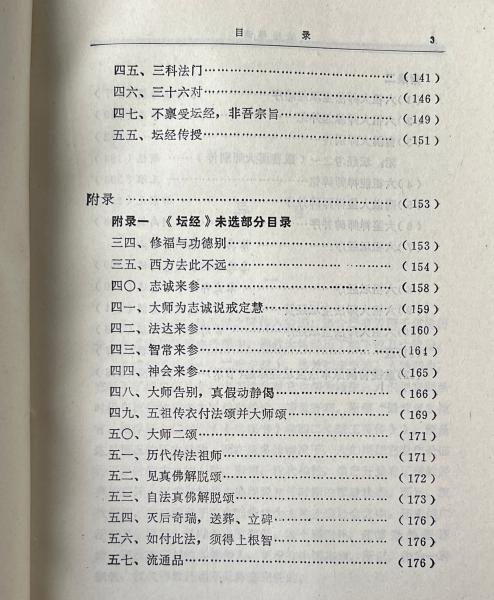 目 录 3
四五、三科法门……（141）
四六、三十六对……（146）
四七、不禀受坛经，非吾宗旨……（149）
五五、坛经传授……（151）
附录……（153）
附录一 《坛经》未选部分目录
三四、修福与功德别……（153）
三五、西方去此不远……（154）
四〇、志诚来参……（158）
四一、大师为志诚说戒定慧……（159）
四二、法达来参……（160）
四三、智常来参……（164）
四四、神会来参……（165）
四八、大师告别，真假动静偈……（166）
四九、五祖传衣付法颂并大师颂……（169）
五〇、大师二颂……（171）
五一、历代传法祖师……（171）
五二、见真佛解脱颂……（172）
五三、自法真佛解脱颂……（173）
五四、灭后奇瑞，送葬、立碑……（176）
五六、如付此法，须得上根智……（176）
五七、流通品……（176）